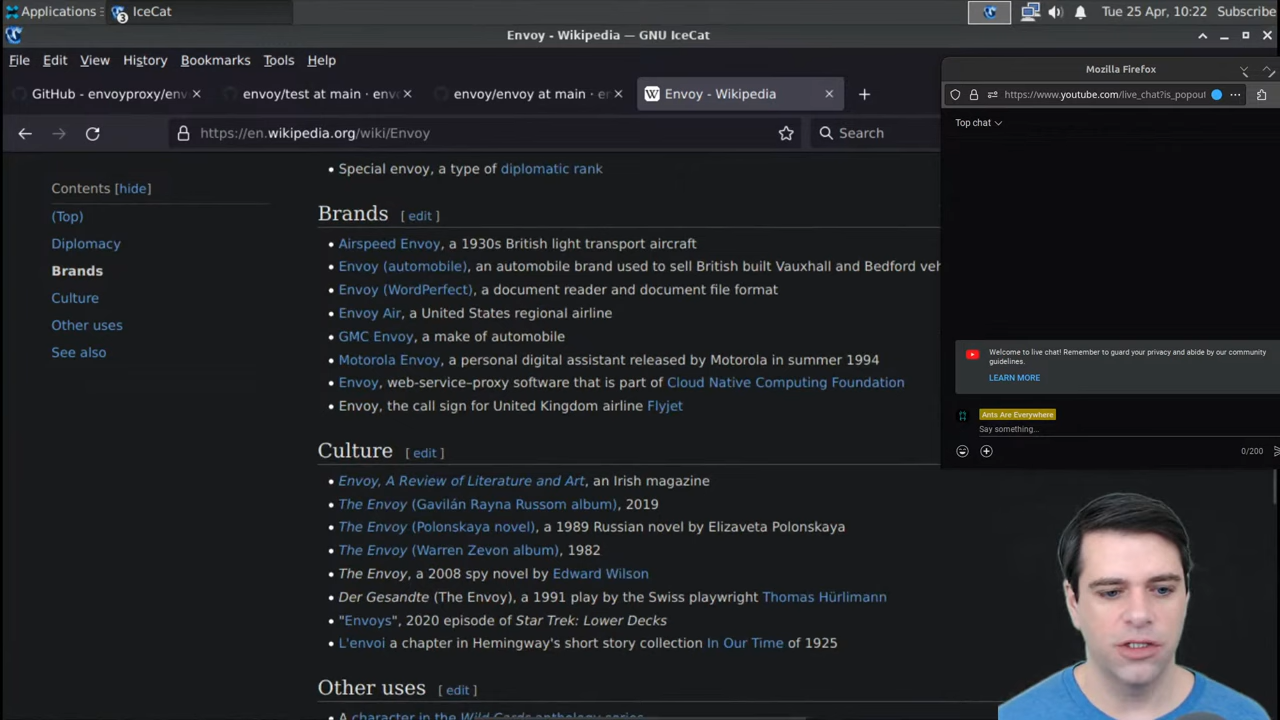 Applications
3
IceCat
Tue 25 Apr, 10:22
Subscribe
Envoy - Wikipedia — GNU IceCat
File Edit View History Bookmarks Tools Help
GitHub - envoyproxy/env
envoy/test at main · env
envoy/envoy at main ·
W Envoy - Wikipedia
https://en.wikipedia.org/wiki/Envoy
Search
Mozilla Firefox
https://www.youtube.com/live_chat?is_popout
Top chat
Contents [hide]
(Top)
Diplomacy
Brands
Culture
Other uses
See also
• Special envoy, a type of diplomatic rank
Brands [ edit ]
• Airspeed Envoy, a 1930s British light transport aircraft
• Envoy (automobile), an automobile brand used to sell British built Vauxhall and Bedford veh
• Envoy (WordPerfect), a document reader and document file format
• Envoy Air, a United States regional airline
• GMC Envoy, a make of automobile
• Motorola Envoy, a personal digital assistant released by Motorola in summer 1994
• Envoy, web-service–proxy software that is part of Cloud Native Computing Foundation
• Envoy, the call sign for United Kingdom airline Flyjet
Culture [ edit ]
• Envoy, A Review of Literature and Art, an Irish magazine
• The Envoy (Gavilán Rayna Russom album), 2019
• The Envoy (Polonskaya novel), a 1989 Russian novel by Elizaveta Polonskaya
• The Envoy (Warren Zevon album), 1982
• The Envoy, a 2008 spy novel by Edward Wilson
• Der Gesandte (The Envoy), a 1991 play by the Swiss playwright Thomas Hürlimann
• "Envoys", 2020 episode of Star Trek: Lower Decks
• L'envoi a chapter in Hemingway's short story collection In Our Time of 1925
Other uses [ edit ]
• A character in the Wild Cards anthology series
Welcome to live chat! Remember to guard your privacy and abide by our community
guidelines.
LEARN MORE
Ants Are Everywhere
Say something...
0/200